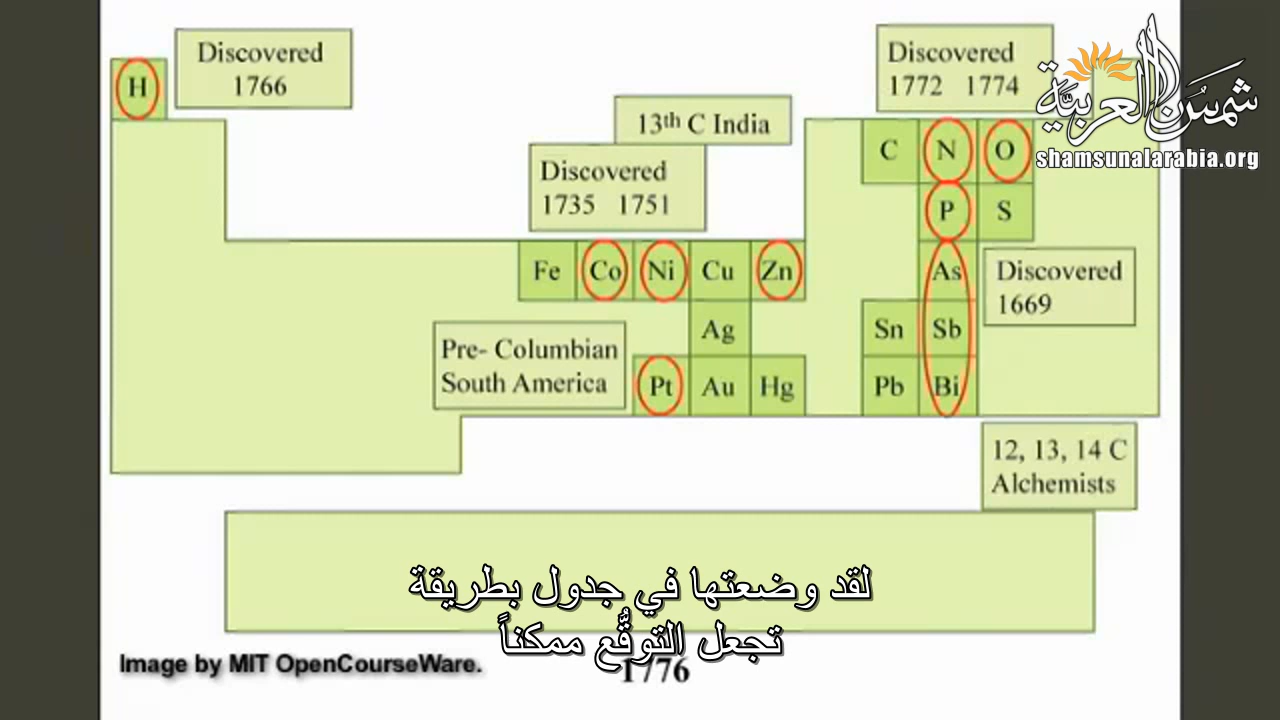 Discovered
1766
H
13th C India
Discovered
1735 1751
Discovered
1772 1774
شمس العربية
shamsunalarabia.org
C N O
P S
Fe Co Ni Cu Zn
As
Discovered
1669
Ag
Sn Sb
Pre- Columbian
South America
Pt Au Hg
Pb Bi
12, 13, 14 C
Alchemists
لقد وضعتها في جدول بطريقة
تجعل التوقُّع ممكناً
Image by MIT OpenCourseWare.
1776